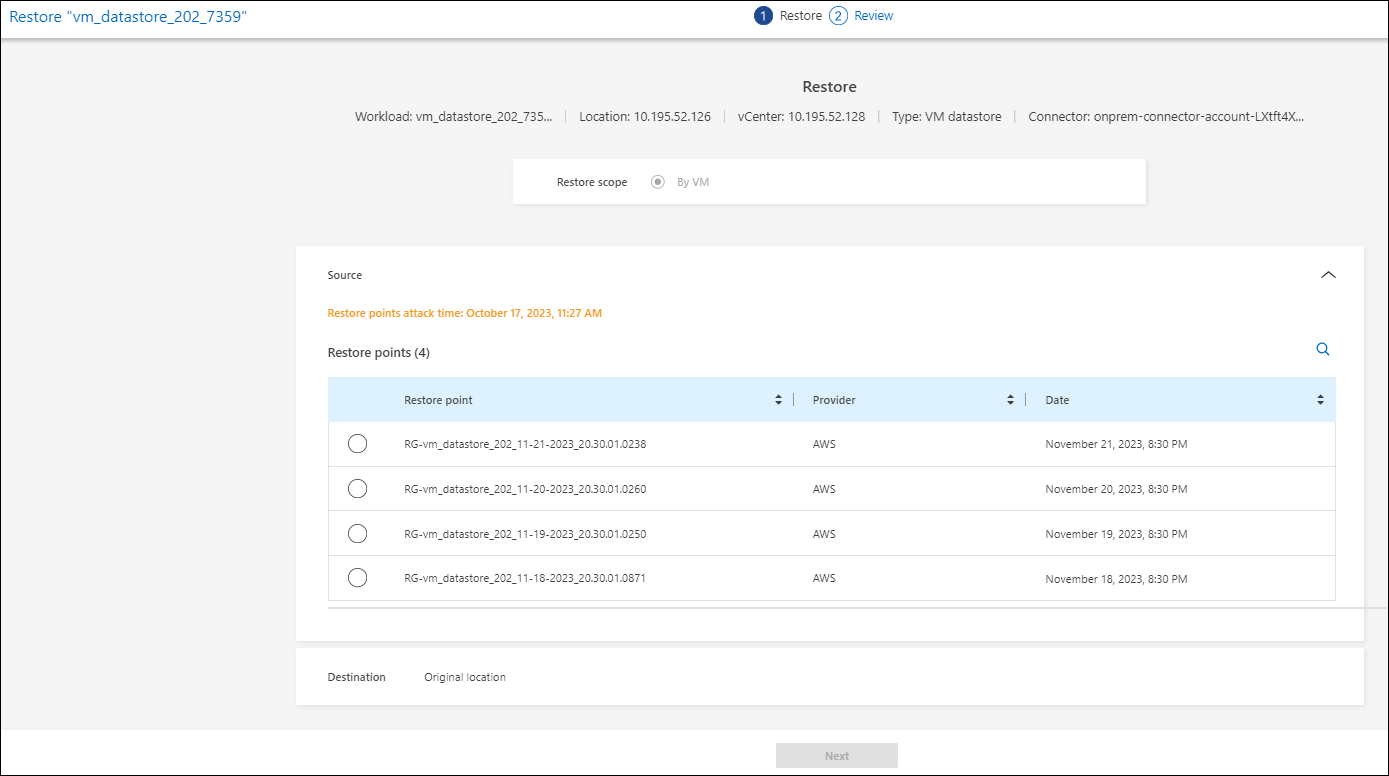 Restore "vm_datastore_202_7359"
1 Restore 2 Review
Restore
Workload: vm_datastore_202_735... Location: 10.195.52.126 vCenter: 10.195.52.128 Type: VM datastore Connector: onprem-connector-account-LXtft4X...
Restore scope By VM
Source
Restore points attack time: October 17, 2023, 11:27 AM
Restore points (4)
Restore point Provider Date
RG-vm_datastore_202_11-21-2023_20.30.01.0238 AWS November 21, 2023, 8:30 PM
RG-vm_datastore_202_11-20-2023_20.30.01.0260 AWS November 20, 2023, 8:30 PM
RG-vm_datastore_202_11-19-2023_20.30.01.0250 AWS November 19, 2023, 8:30 PM
RG-vm_datastore_202_11-18-2023_20.30.01.0871 AWS November 18, 2023, 8:30 PM
Destination Original location
Next